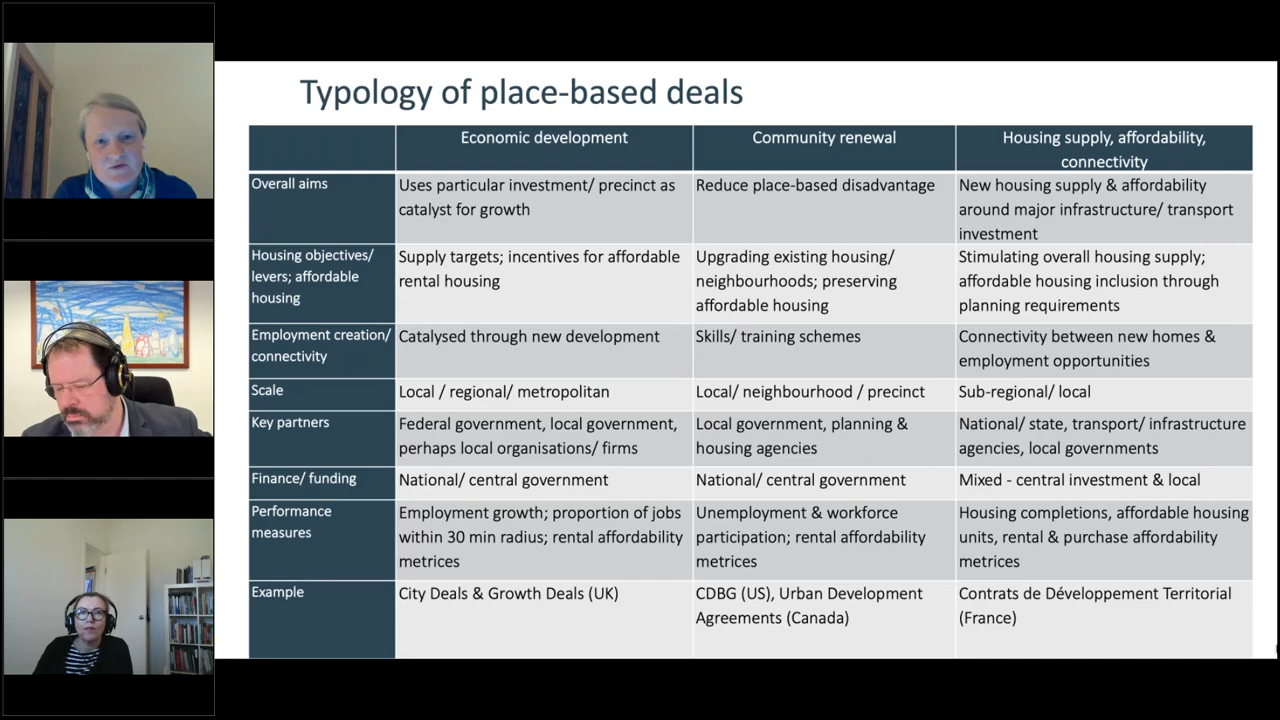 Typology of place-based deals
Economic development
Community renewal
Housing supply, affordability,
connectivity
Overall aims
Uses particular investment/ precinct as
catalyst for growth
Reduce place-based disadvantage
New housing supply & affordability
around major infrastructure/ transport
investment
Housing objectives/
levers; affordable
housing
Supply targets; incentives for affordable
rental housing
Upgrading existing housing/
neighbourhoods; preserving
affordable housing
Stimulating overall housing supply;
affordable housing inclusion through
planning requirements
Employment creation/
connectivity
Catalysed through new development
Skills/ training schemes
Connectivity between new homes &
employment opportunities
Scale
Local / regional/ metropolitan
Local/ neighbourhood / precinct
Sub-regional/ local
Key partners
Federal government, local government,
perhaps local organisations/ firms
Local government, planning &
housing agencies
National/ state, transport/ infrastructure
agencies, local governments
Finance/ funding
National/ central government
National/ central government
Mixed - central investment & local
Performance
measures
Employment growth; proportion of jobs
within 30 min radius; rental affordability
metrices
Unemployment & workforce
participation; rental affordability
metrices
Housing completions, affordable housing
units, rental & purchase affordability
metrices
Example
City Deals & Growth Deals (UK)
CDBG (US), Urban Development
Agreements (Canada)
Contrats de Développement Territorial
(France)